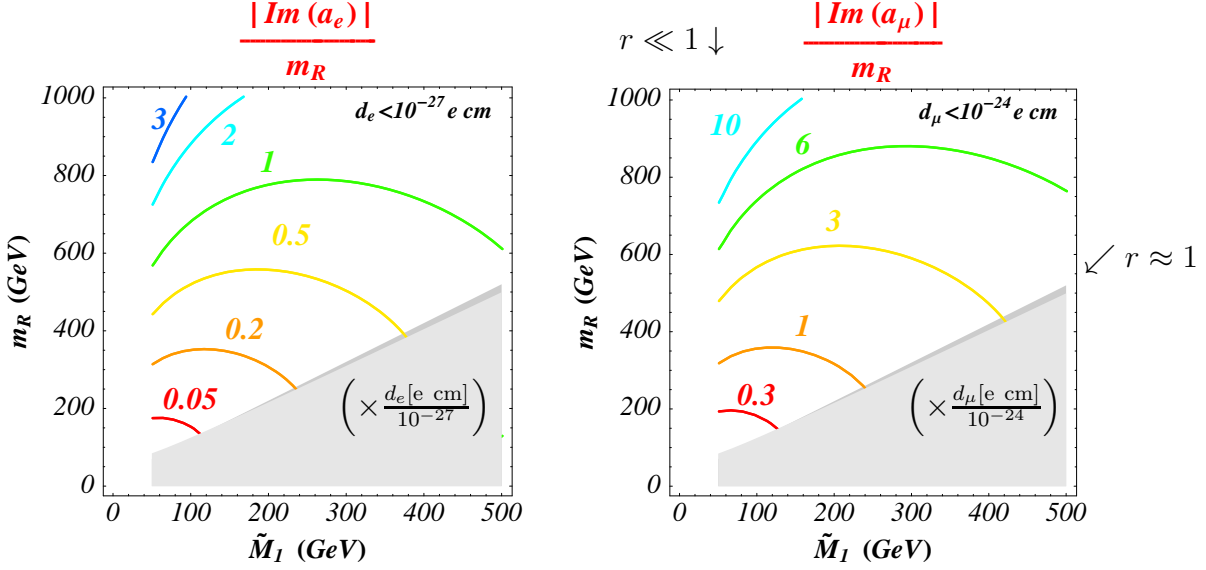 | Im (a_e) |
m_R
d_e < 10^{-27} e cm
3
2
1
0.5
0.2
0.05
( × d_e[e cm] / 10^{-27} )
1000
800
600
400
200
0
m_R (GeV)
0 100 200 300 400 500
M̃_1 (GeV)
| Im (a_μ) |
m_R
r ≪ 1 ↓
d_μ < 10^{-24} e cm
10
6
3
1
0.3
↙ r ≈ 1
( × d_μ[e cm] / 10^{-24} )
1000
800
600
400
200
0
m_R (GeV)
0 100 200 300 400 500
M̃_1 (GeV)